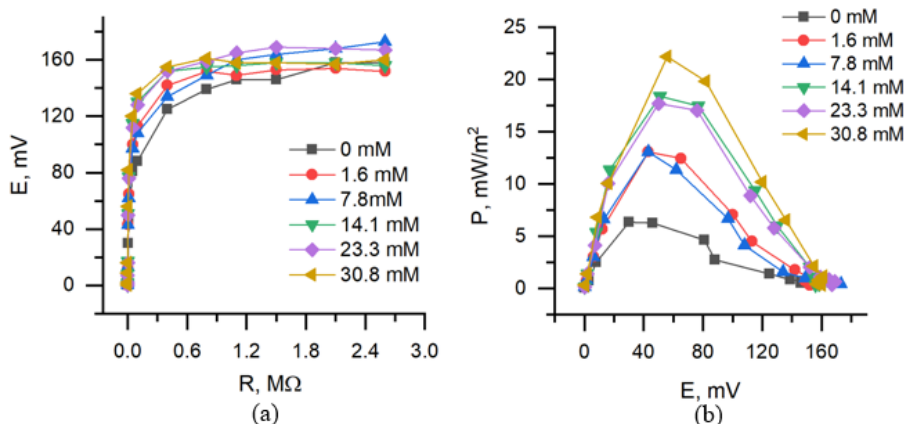 E, mV
160
120
80
40
0
0.0 0.6 1.2 1.8 2.4 3.0
R, MΩ
0 mM
1.6 mM
7.8mM
14.1 mM
23.3 mM
30.8 mM
(a)
P, mW/m²
25
20
15
10
5
0
0 40 80 120 160
E, mV
0 mM
1.6 mM
7.8 mM
14.1 mM
23.3 mM
30.8 mM
(b)